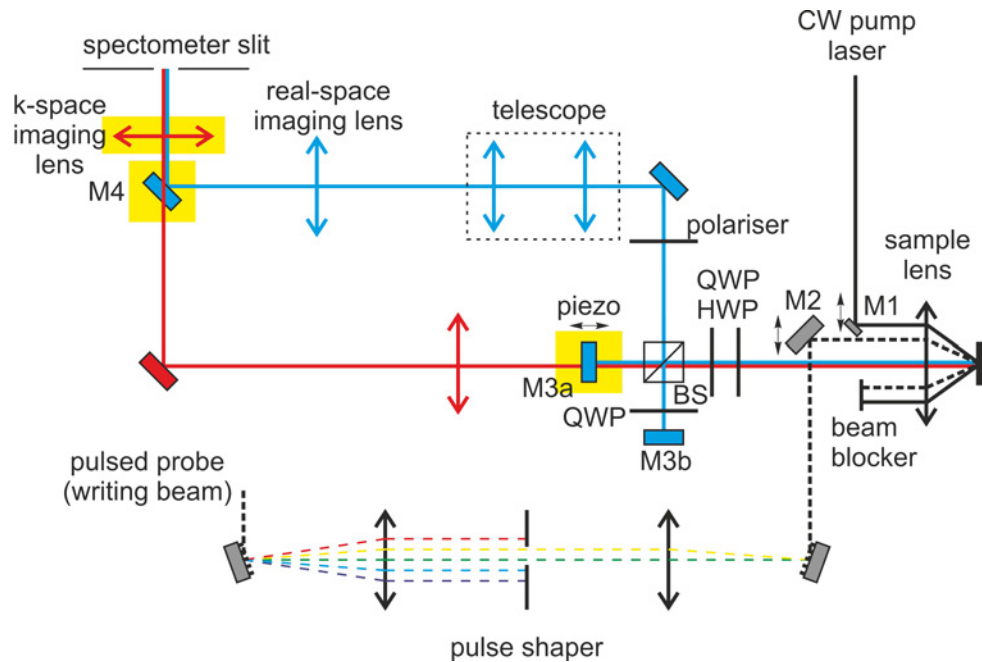 spectometer slit
CW pump
laser
k-space
imaging
lens
real-space
imaging lens
telescope
M4
polariser
sample
lens
QWP
HWP
M2
M1
piezo
M3a
BS
QWP
M3b
beam
blocker
pulsed probe
(writing beam)
pulse shaper